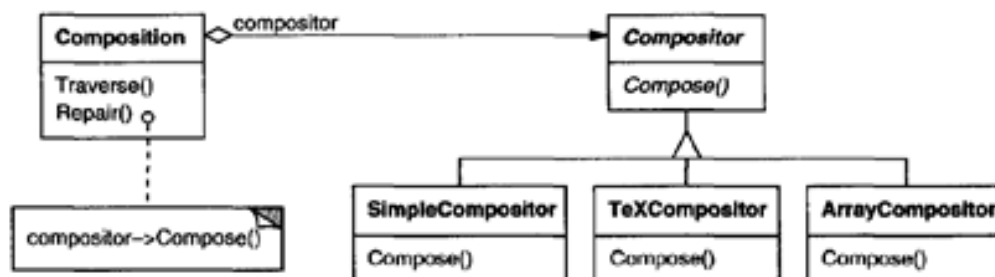 Composition
Traverse()
Repair()
compositor
Compositor
Compose()
compositor->Compose()
SimpleCompositor
Compose()
TeXCompositor
Compose()
ArrayCompositor
Compose()